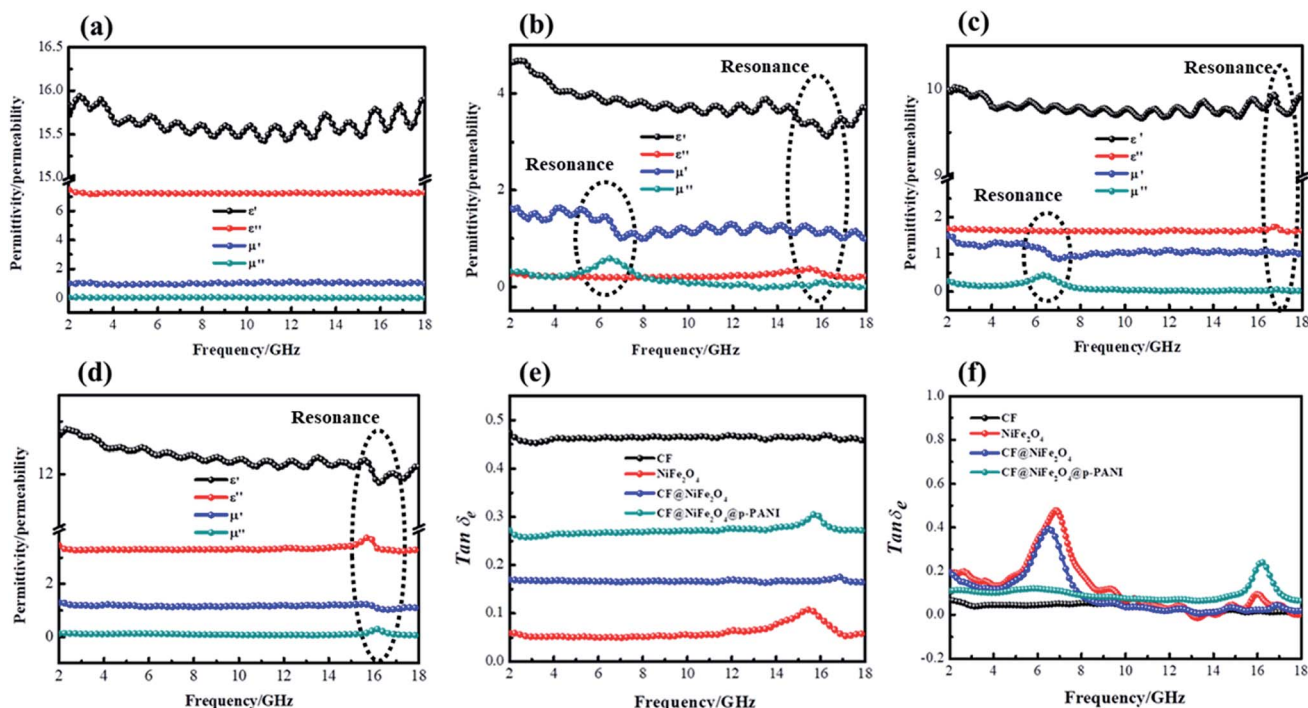 (a)
16.5
16.0
15.5
15.0
6
4
2
0
Permittivity/permeability
ε'
ε''
μ'
μ''
2 4 6 8 10 12 14 16 18
Frequency/GHz
(b)
Resonance
4
2
0
Permittivity/permeability
ε'
ε''
μ'
μ''
Resonance
2 4 6 8 10 12 14 16 18
Frequency/GHz
(c)
Resonance
10
9
2
1
0
Permittivity/permeability
ε'
ε''
μ'
μ''
Resonance
2 4 6 8 10 12 14 16 18
Frequency/GHz
(d)
Resonance
12
2
0
Permittivity/permeability
ε'
ε''
μ'
μ''
2 4 6 8 10 12 14 16 18
Frequency/GHz
(e)
0.5
0.4
0.3
0.2
0.1
0.0
Tan δe
CF
NiFe2O4
CF@NiFe2O4
CF@NiFe2O4@p-PANI
2 4 6 8 10 12 14 16 18
Frequency/GHz
(f)
1.0
0.8
0.6
0.4
0.2
0.0
-0.2
Tanδe
CF
NiFe2O4
CF@NiFe2O4
CF@NiFe2O4@p-PANI
2 4 6 8 10 12 14 16 18
Frequency/GHz